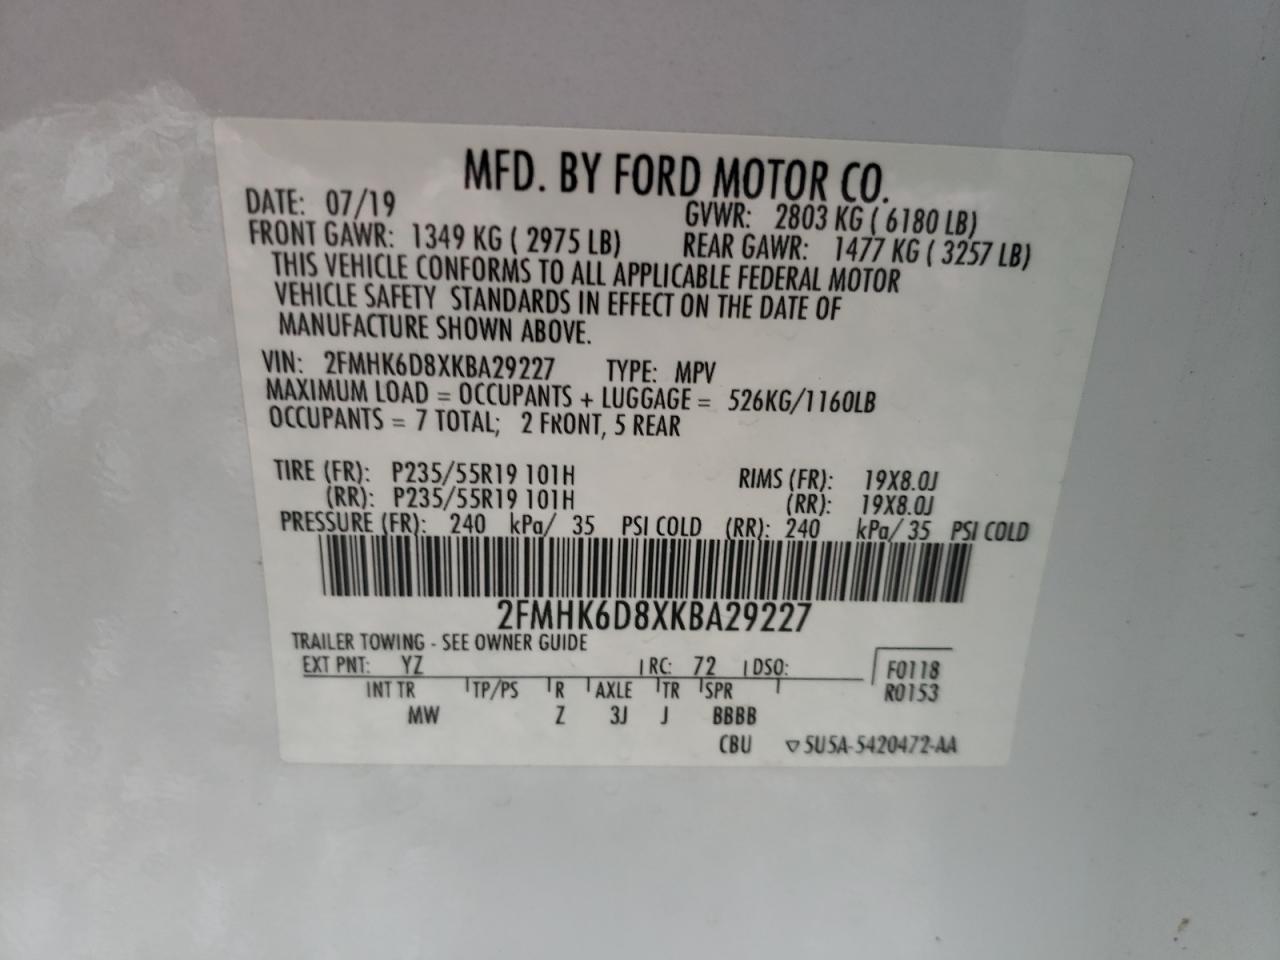 MFD. BY FORD MOTOR CO.
DATE: 07/19 GVWR: 2803 KG ( 6180 LB)
FRONT GAWR: 1349 KG ( 2975 LB) REAR GAWR: 1477 KG ( 3257 LB)
THIS VEHICLE CONFORMS TO ALL APPLICABLE FEDERAL MOTOR
VEHICLE SAFETY STANDARDS IN EFFECT ON THE DATE OF
MANUFACTURE SHOWN ABOVE.
VIN: 2FMHK6D8XKBA29227 TYPE: MPV
MAXIMUM LOAD = OCCUPANTS + LUGGAGE = 526KG/1160LB
OCCUPANTS = 7 TOTAL; 2 FRONT, 5 REAR
TIRE (FR): P235/55R19 101H RIMS (FR): 19X8.0J
(RR): P235/55R19 101H (RR): 19X8.0J
PRESSURE (FR): 240 kPa/ 35 PSI COLD (RR): 240 kPa/ 35 PSI COLD
2FMHK6D8XKBA29227
TRAILER TOWING - SEE OWNER GUIDE
EXT PNT: YZ RC: 72 DSO: F0118
INT TR TP/PS R AXLE TR SPR R0153
MW Z 3J J BBBB
CBU ▽5U5A-5420472-AA